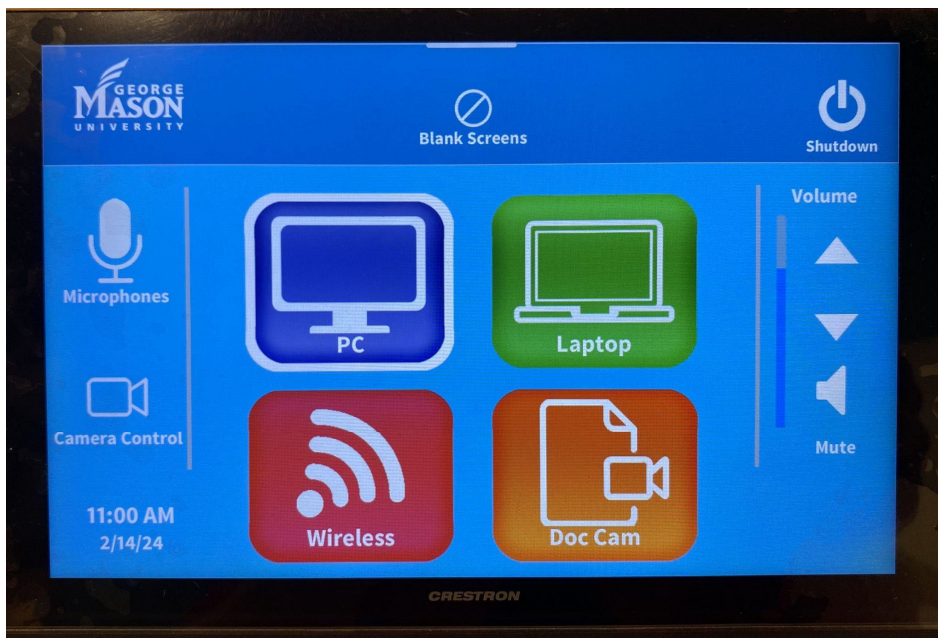 GEORGE
MASON
UNIVERSITY
Blank Screens
Shutdown
Microphones
Camera Control
11:00 AM
2/14/24
PC
Laptop
Wireless
Doc Cam
Volume
Mute
CRESTRON